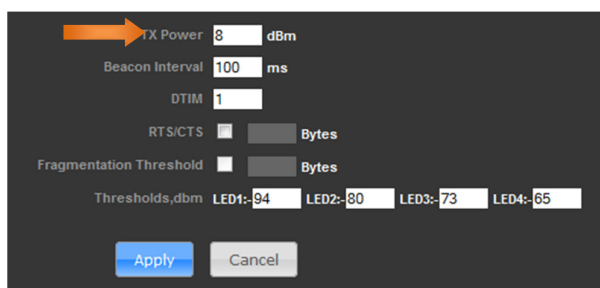 TX Power 8 dBm
Beacon Interval 100 ms
DTIM 1
RTS/CTS Bytes
Fragmentation Threshold Bytes
Thresholds,dbm LED1:-94 LED2:-80 LED3:-73 LED4:-65
Apply Cancel